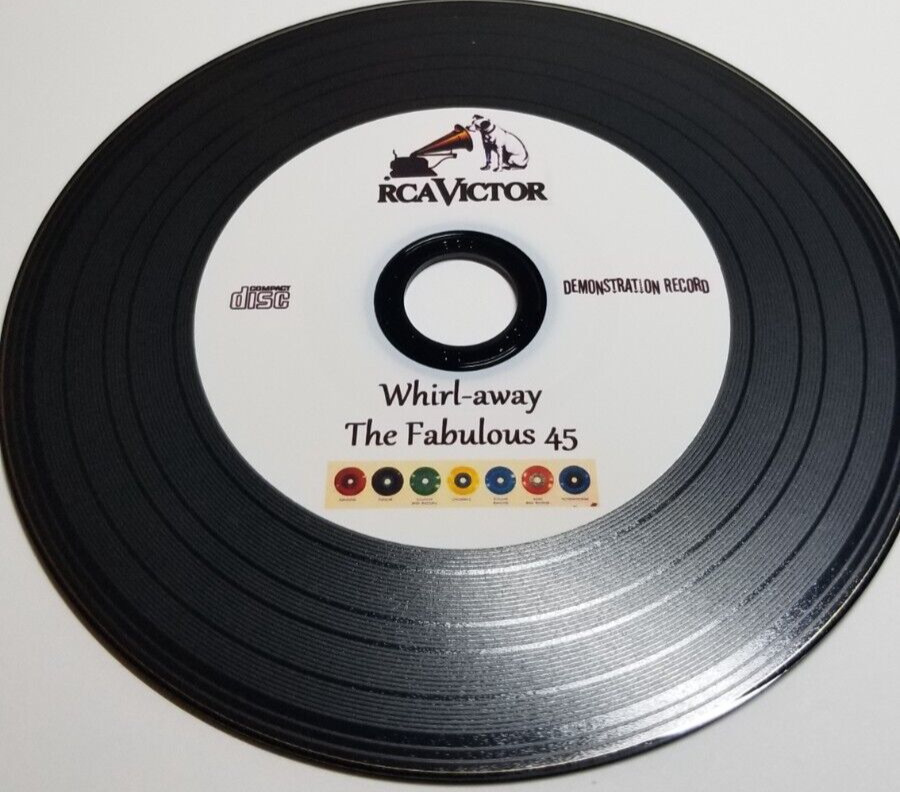 RCAVICTOR
COMPACT
disc
DEMONSTRATION RECORD
Whirl-away
The Fabulous 45